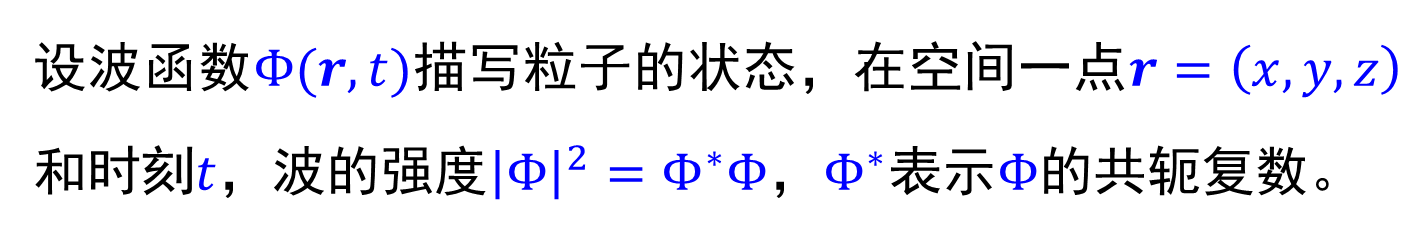 设波函数Φ(r,t)描写粒子的状态，在空间一点r = (x,y,z)
和时刻t，波的强度|Φ|² = Φ*Φ，Φ*表示Φ的共轭复数。